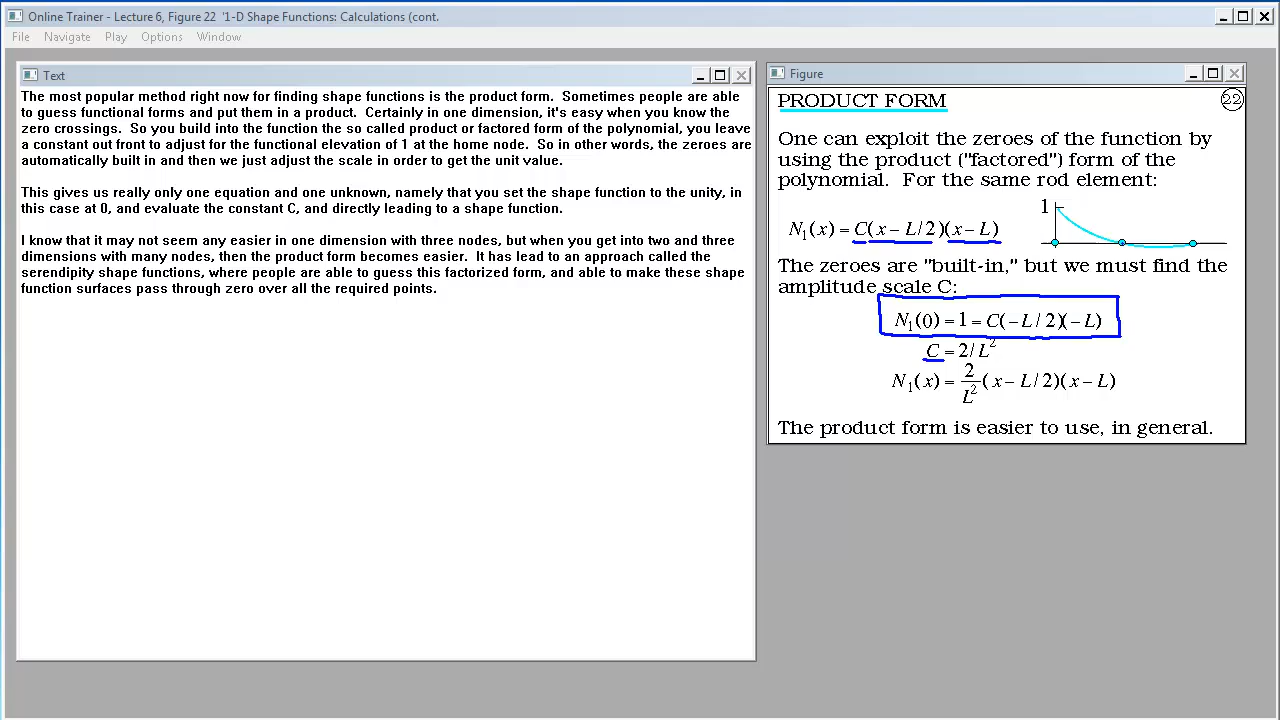 Online Trainer - Lecture 6, Figure 22 '1-D Shape Functions: Calculations (cont.
File Navigate Play Options Window
Text
The most popular method right now for finding shape functions is the product form. Sometimes people are able
to guess functional forms and put them in a product. Certainly in one dimension, it's easy when you know the
zero crossings. So you build into the function the so called product or factored form of the polynomial, you leave
a constant out front to adjust for the functional elevation of 1 at the home node. So in other words, the zeroes are
automatically built in and then we just adjust the scale in order to get the unit value.
This gives us really only one equation and one unknown, namely that you set the shape function to the unity, in
this case at 0, and evaluate the constant C, and directly leading to a shape function.
I know that it may not seem any easier in one dimension with three nodes, but when you get into two and three
dimensions with many nodes, then the product form becomes easier. It has lead to an approach called the
serendipity shape functions, where people are able to guess this factorized form, and able to make these shape
function surfaces pass through zero over all the required points.
Figure
PRODUCT FORM 22
One can exploit the zeroes of the function by
using the product ("factored") form of the
polynomial. For the same rod element:
N₁(x) = C(x − L/2)(x − L) 1
The zeroes are "built-in," but we must find the
amplitude scale C:
N₁(0) = 1 = C(−L/2)(−L)
C = 2/L²
N₁(x) = 2/L² (x − L/2)(x − L)
The product form is easier to use, in general.